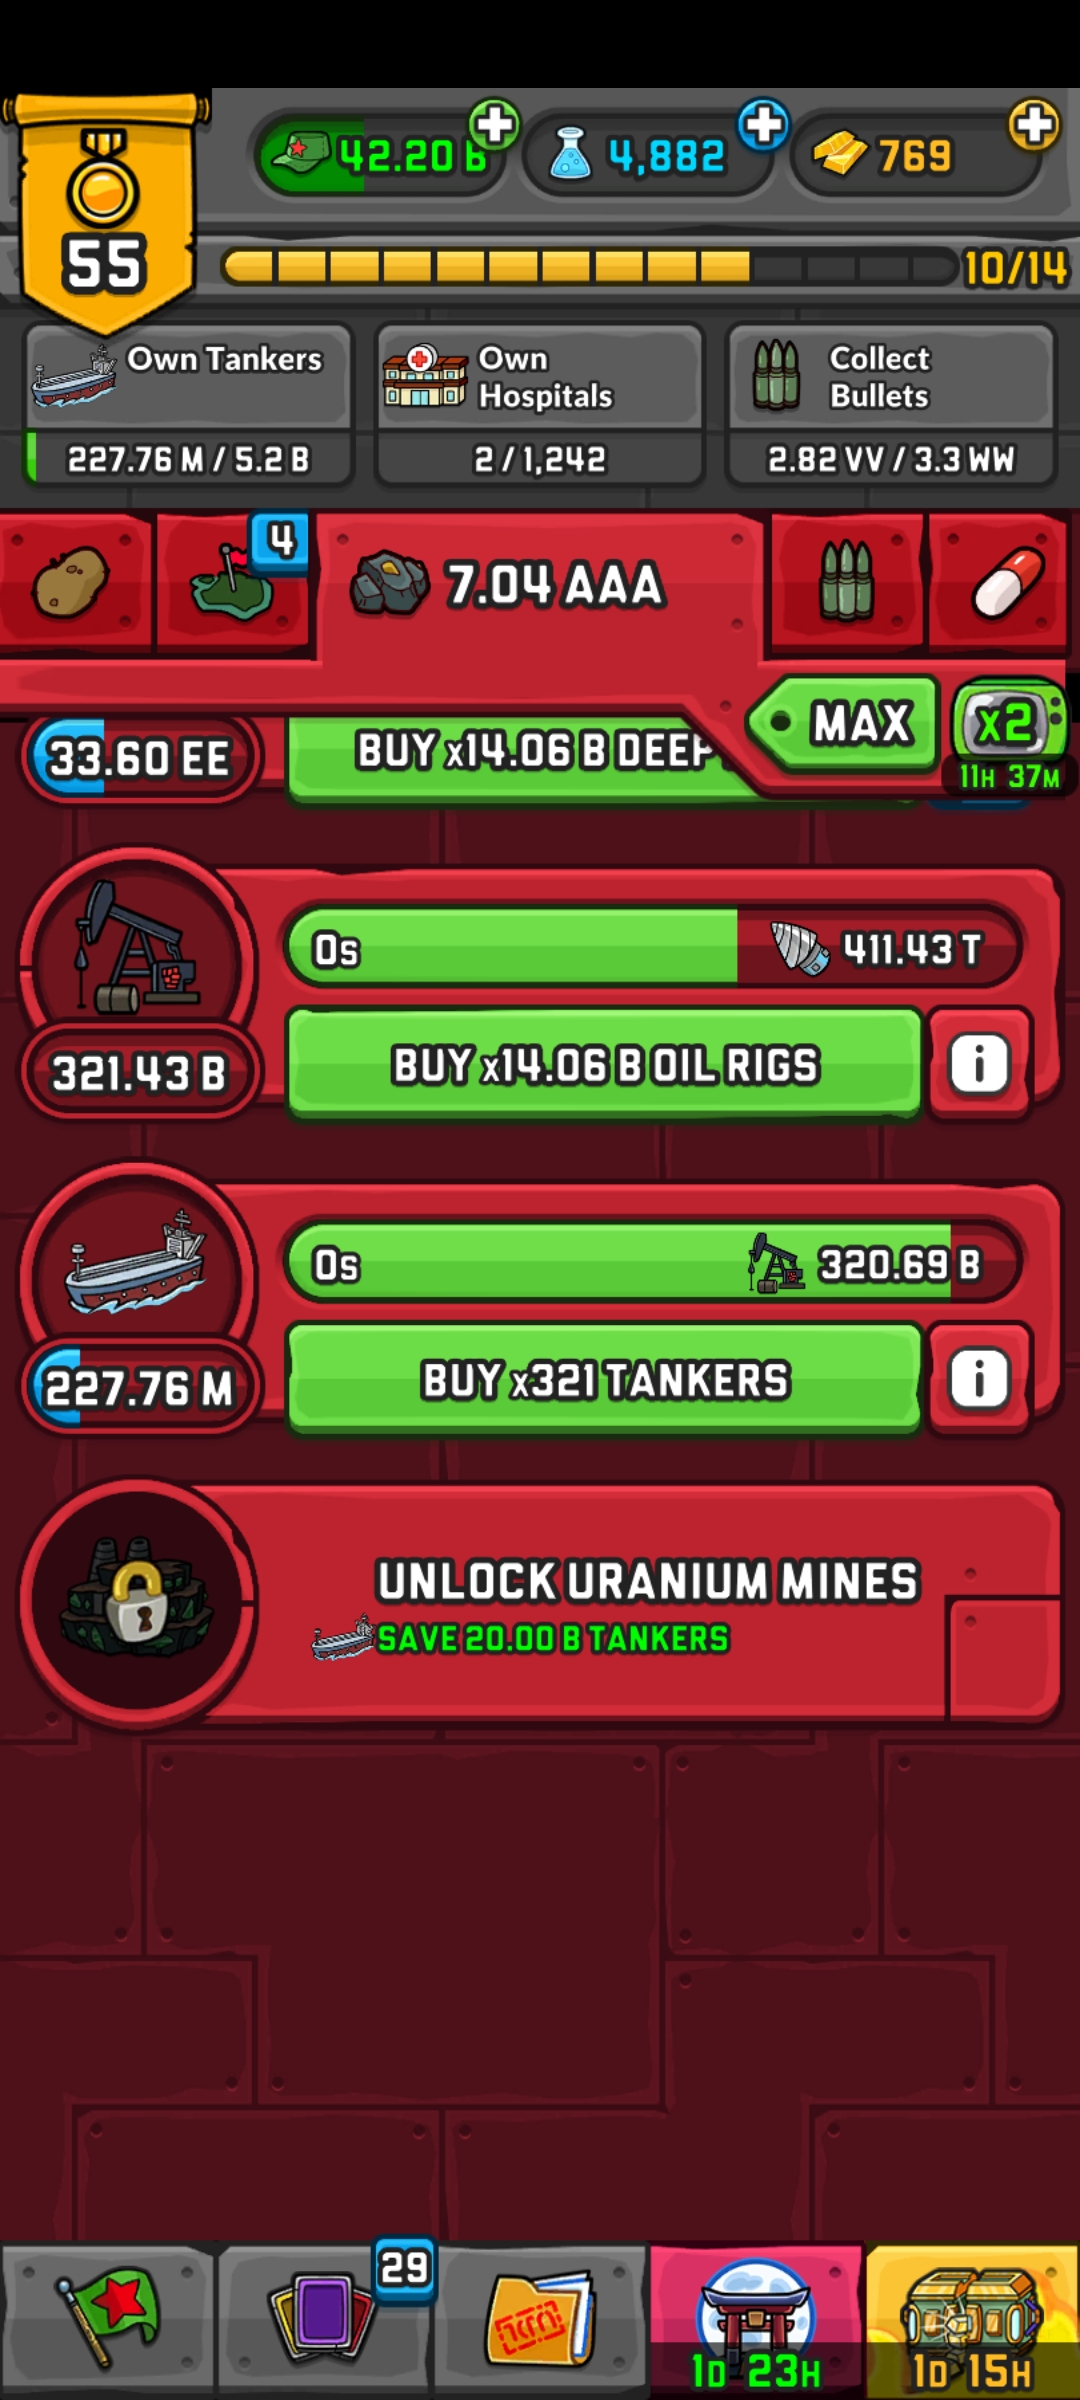 55
42.20 B
4,882
769
10/14
Own Tankers
227.76 M / 5.2 B
Own
Hospitals
2 / 1,242
Collect
Bullets
2.82 VV / 3.3 WW
4
7.04 AAA
MAX
x2
11H 37M
33.60 EE
BUY x14.06 B DEEP
0s
411.43 T
321.43 B
BUY x14.06 B OIL RIGS
i
0s
320.69 B
227.76 M
BUY x321 TANKERS
i
UNLOCK URANIUM MINES
SAVE 20.00 B TANKERS
29
1D 23H
1D 15H